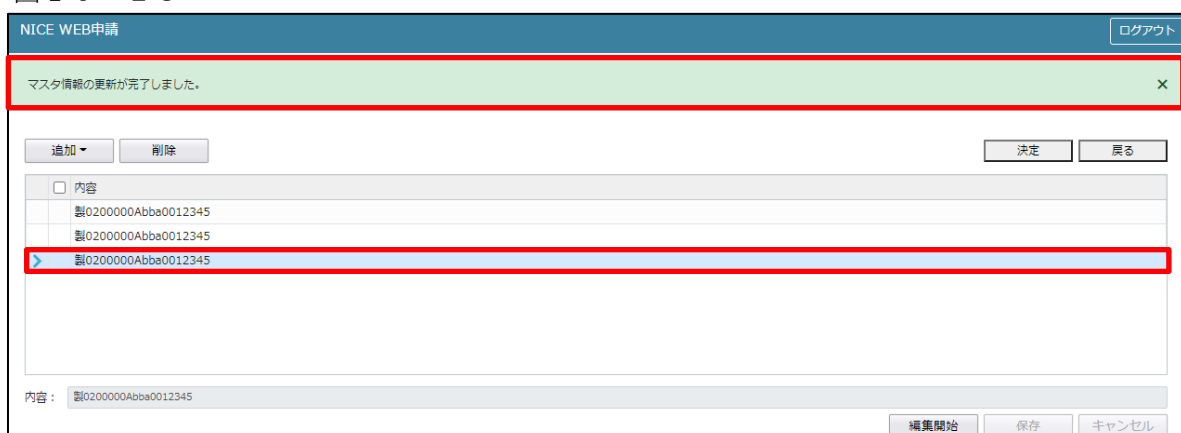 NICE WEB申請 ログアウト
マスタ情報の更新が完了しました。 ×
追加 削除 決定 戻る
内容
製0200000Abba0012345
製0200000Abba0012345
製0200000Abba0012345
内容: 製0200000Abba0012345
編集開始 保存 キャンセル